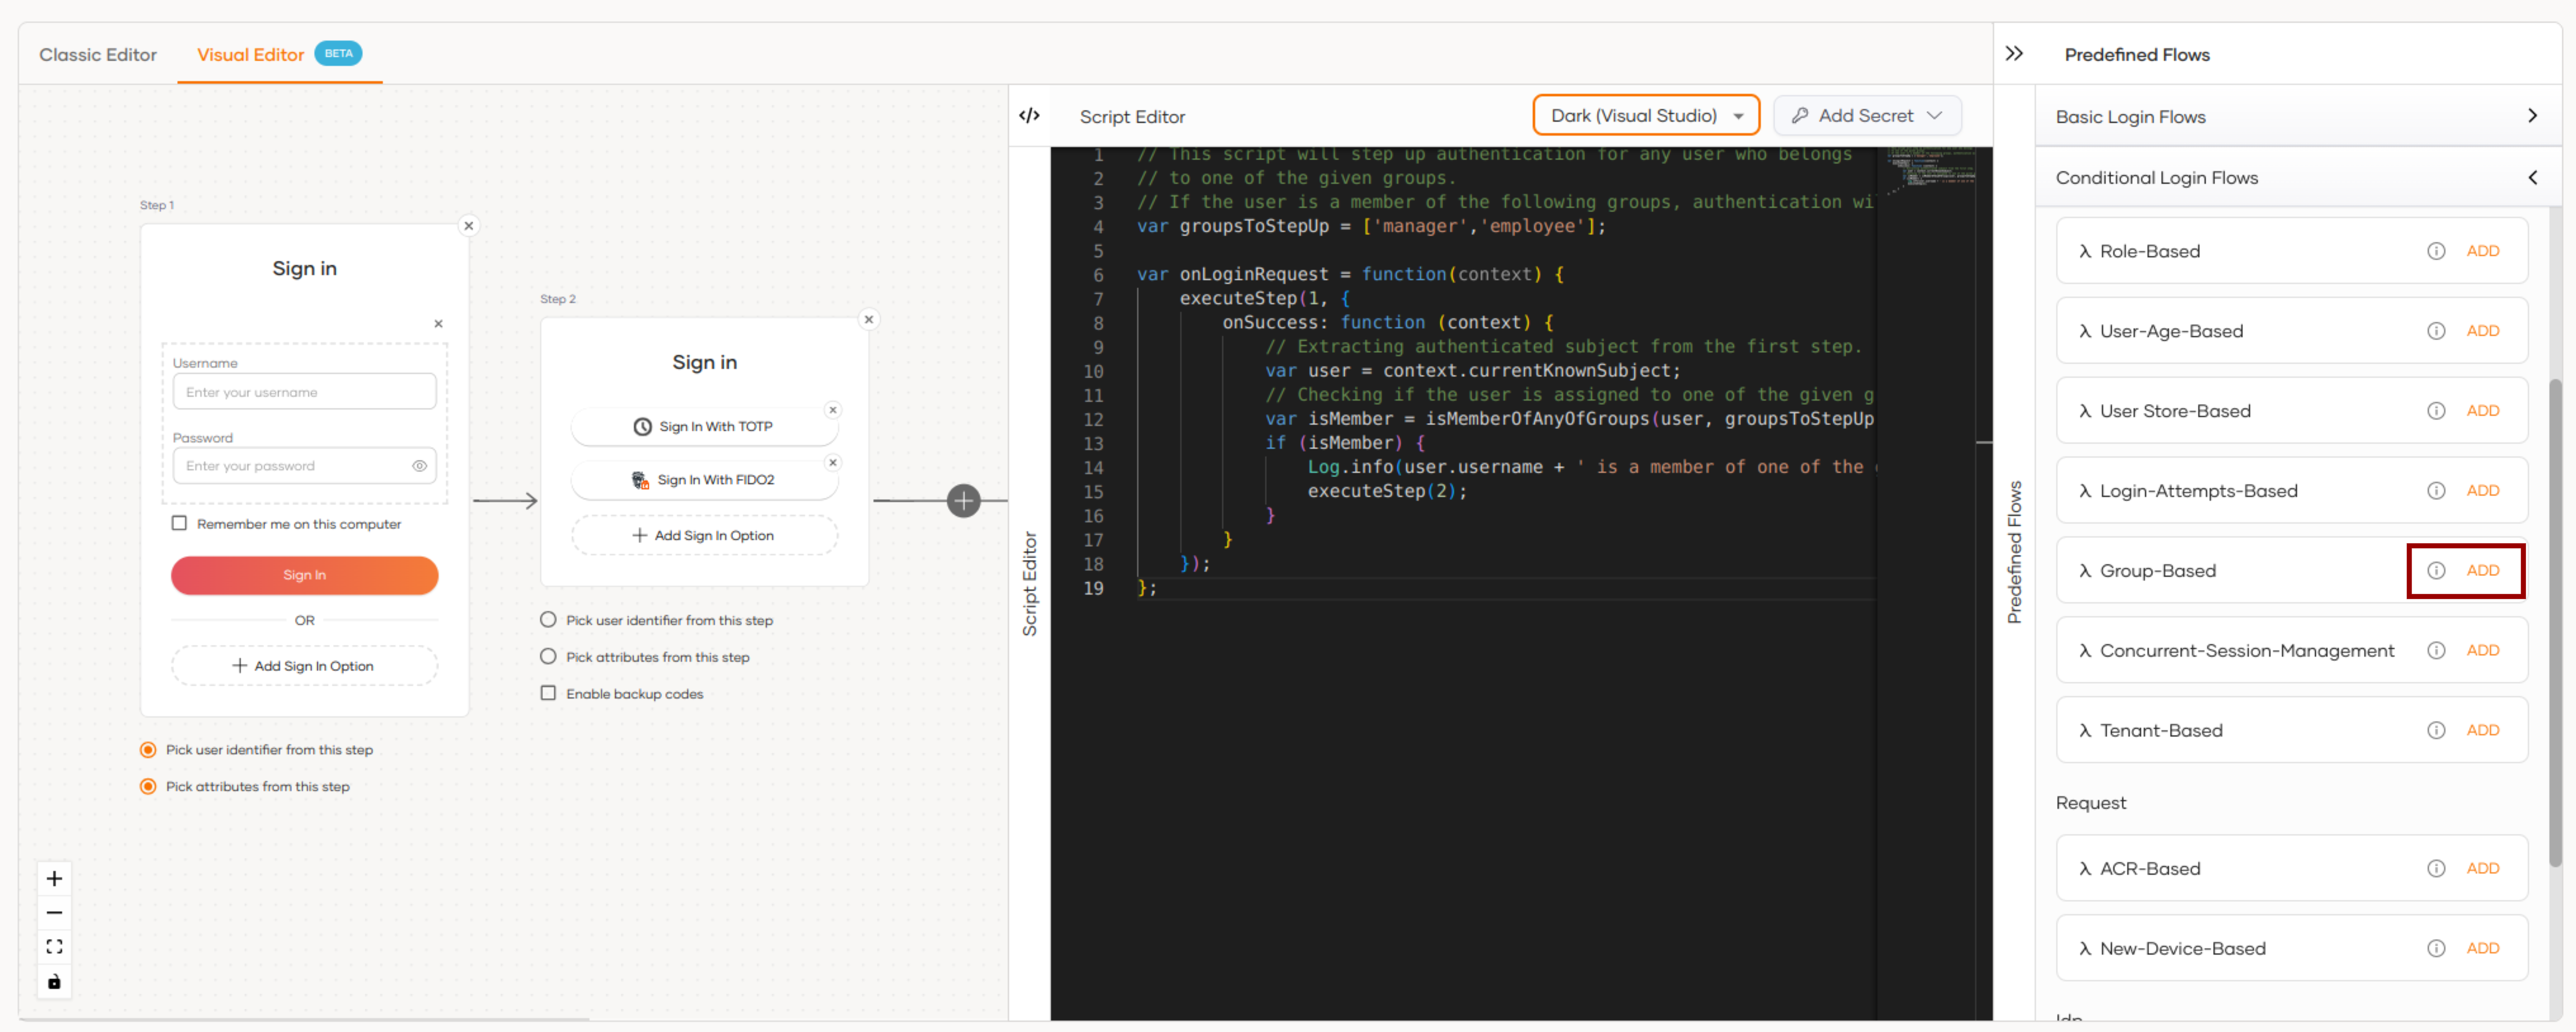 Classic Editor
Visual Editor
BETA
Step 1
Sign in
Username
Enter your username
Password
Enter your password
Remember me on this computer
Sign In
OR
Add Sign In Option
Pick user identifier from this step
Pick attributes from this step
Step 2
Sign in
Sign In With TOTP
Sign In With FIDO2
Add Sign In Option
Pick user identifier from this step
Pick attributes from this step
Enable backup codes
</> Script Editor
Dark (Visual Studio)
Add Secret
Script Editor
1 // This script will step up authentication for any user who belongs
2 // to one of the given groups.
3 // If the user is a member of the following groups, authentication wi
4 var groupsToStepUp = ['manager','employee'];
5
6 var onLoginRequest = function(context) {
7 executeStep(1, {
8 onSuccess: function (context) {
9 // Extracting authenticated subject from the first step.
10 var user = context.currentKnownSubject;
11 // Checking if the user is assigned to one of the given g
12 var isMember = isMemberOfAnyOfGroups(user, groupsToStepUp
13 if (isMember) {
14 Log.info(user.username + ' is a member of one of the
15 executeStep(2);
16 }
17 }
18 });
19 };
Predefined Flows
Predefined Flows
Basic Login Flows
Conditional Login Flows
λ Role-Based ADD
λ User-Age-Based ADD
λ User Store-Based ADD
λ Login-Attempts-Based ADD
λ Group-Based ADD
λ Concurrent-Session-Management ADD
λ Tenant-Based ADD
Request
λ ACR-Based ADD
λ New-Device-Based ADD